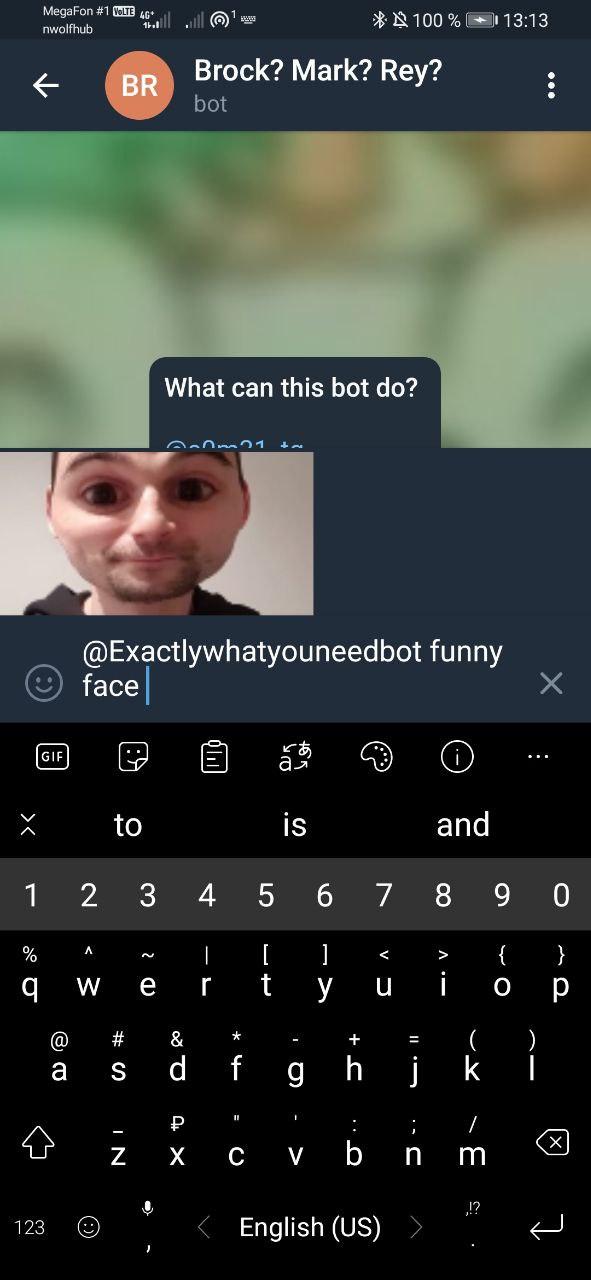 MegaFon #1 VoLTE 4G+ 1 100 % 13:13
nwolfhub
BR Brock? Mark? Rey?
bot
What can this bot do?
@Exactlywhatyouneedbot funny
face
GIF
to is and
1 2 3 4 5 6 7 8 9 0
% ^ ~ | [ ] < > { }
q w e r t y u i o p
@ # & * - + = ( )
a s d f g h j k l
_ ₽ " ' : ; /
z x c v b n m
,!?
123 , < English (US) > .